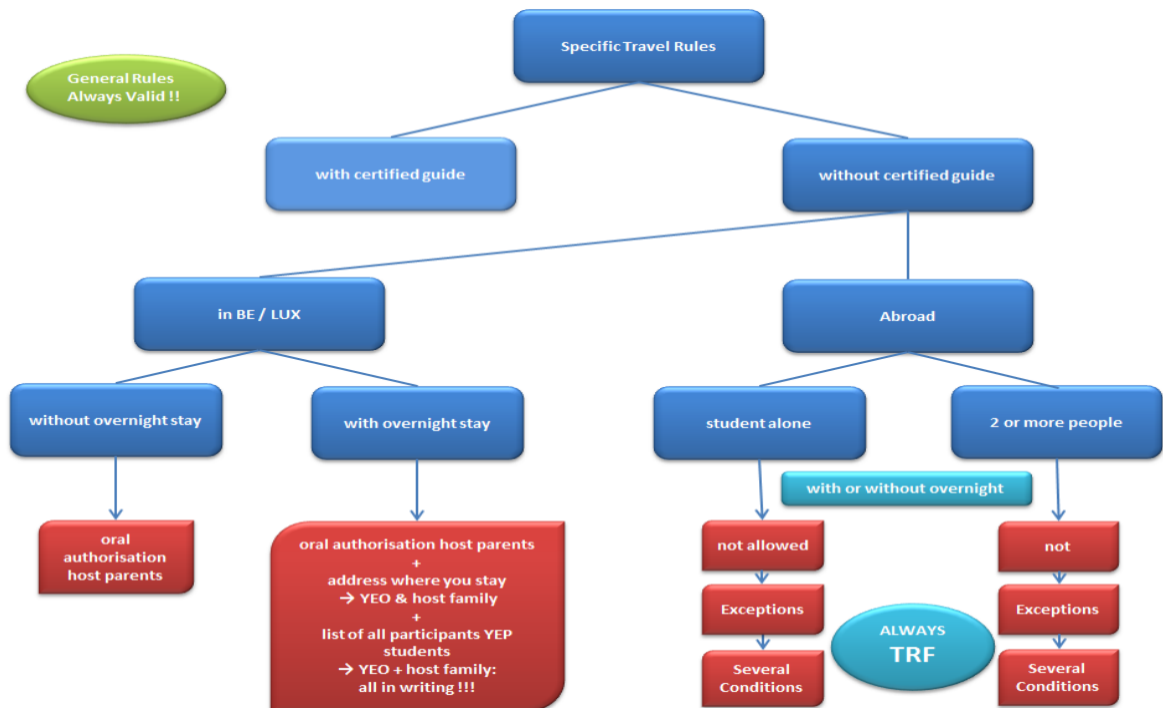 Specific Travel Rules
General Rules
Always Valid !!
with certified guide
without certified guide
in BE / LUX
Abroad
without overnight stay
with overnight stay
student alone
2 or more people
with or without overnight
oral
authorisation
host parents
oral authorisation host parents
+
address where you stay
→ YEO & host family
+
list of all participants YEP
students
→ YEO + host family:
all in writing !!!
not allowed
Exceptions
Several
Conditions
ALWAYS
TRF
not
Exceptions
Several
Conditions